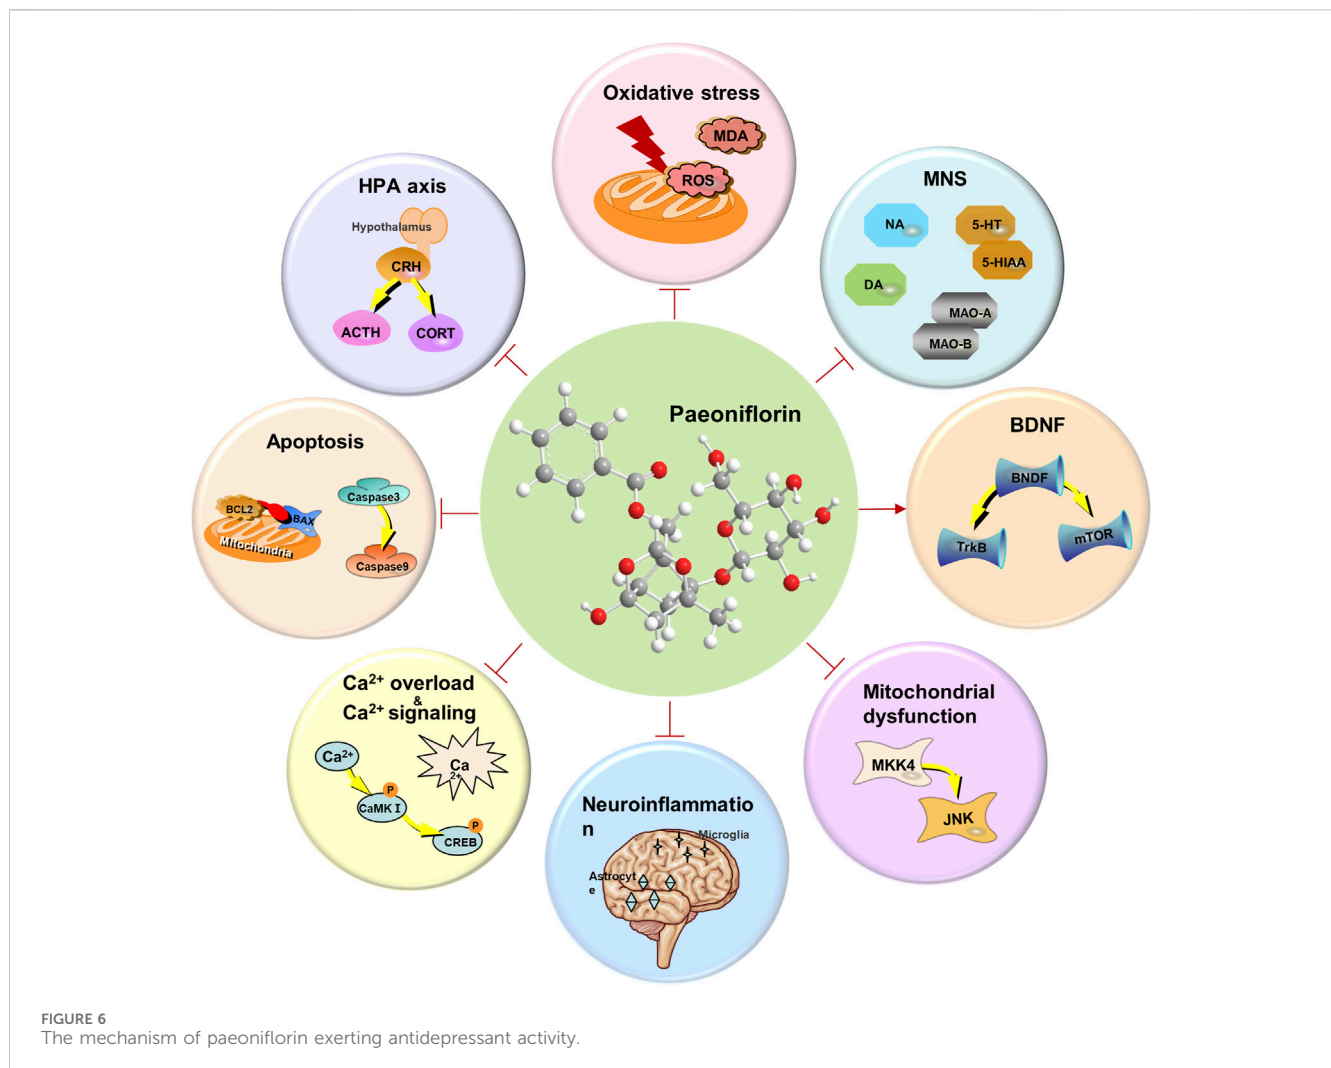 Oxidative stress
MDA
ROS
HPA axis
Hypothalamus
CRH
ACTH
CORT
MNS
NA
5-HT
5-HIAA
DA
MAO-A
MAO-B
Paeoniflorin
Apoptosis
BCL2
BAX
Mitochondria
Caspase3
Caspase9
BDNF
BNDF
TrkB
mTOR
Ca2+ overload
&
Ca2+ signaling
Ca2+
Ca
2+
P
CaMK I
P
CREB
Mitochondrial
dysfunction
MKK4
JNK
Neuroinflammatio
n
Microglia
Astrocyt
e
FIGURE 6
The mechanism of paeoniflorin exerting antidepressant activity.